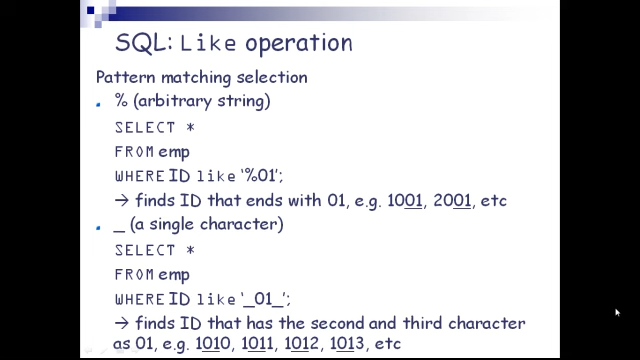 SQL: Like operation
Pattern matching selection
% (arbitrary string)
SELECT *
FROM emp
WHERE ID like ‘%01’;
→ finds ID that ends with 01, e.g. 1001, 2001, etc
_ (a single character)
SELECT *
FROM emp
WHERE ID like ‘_01_’;
→ finds ID that has the second and third character
as 01, e.g. 1010, 1011, 1012, 1013, etc